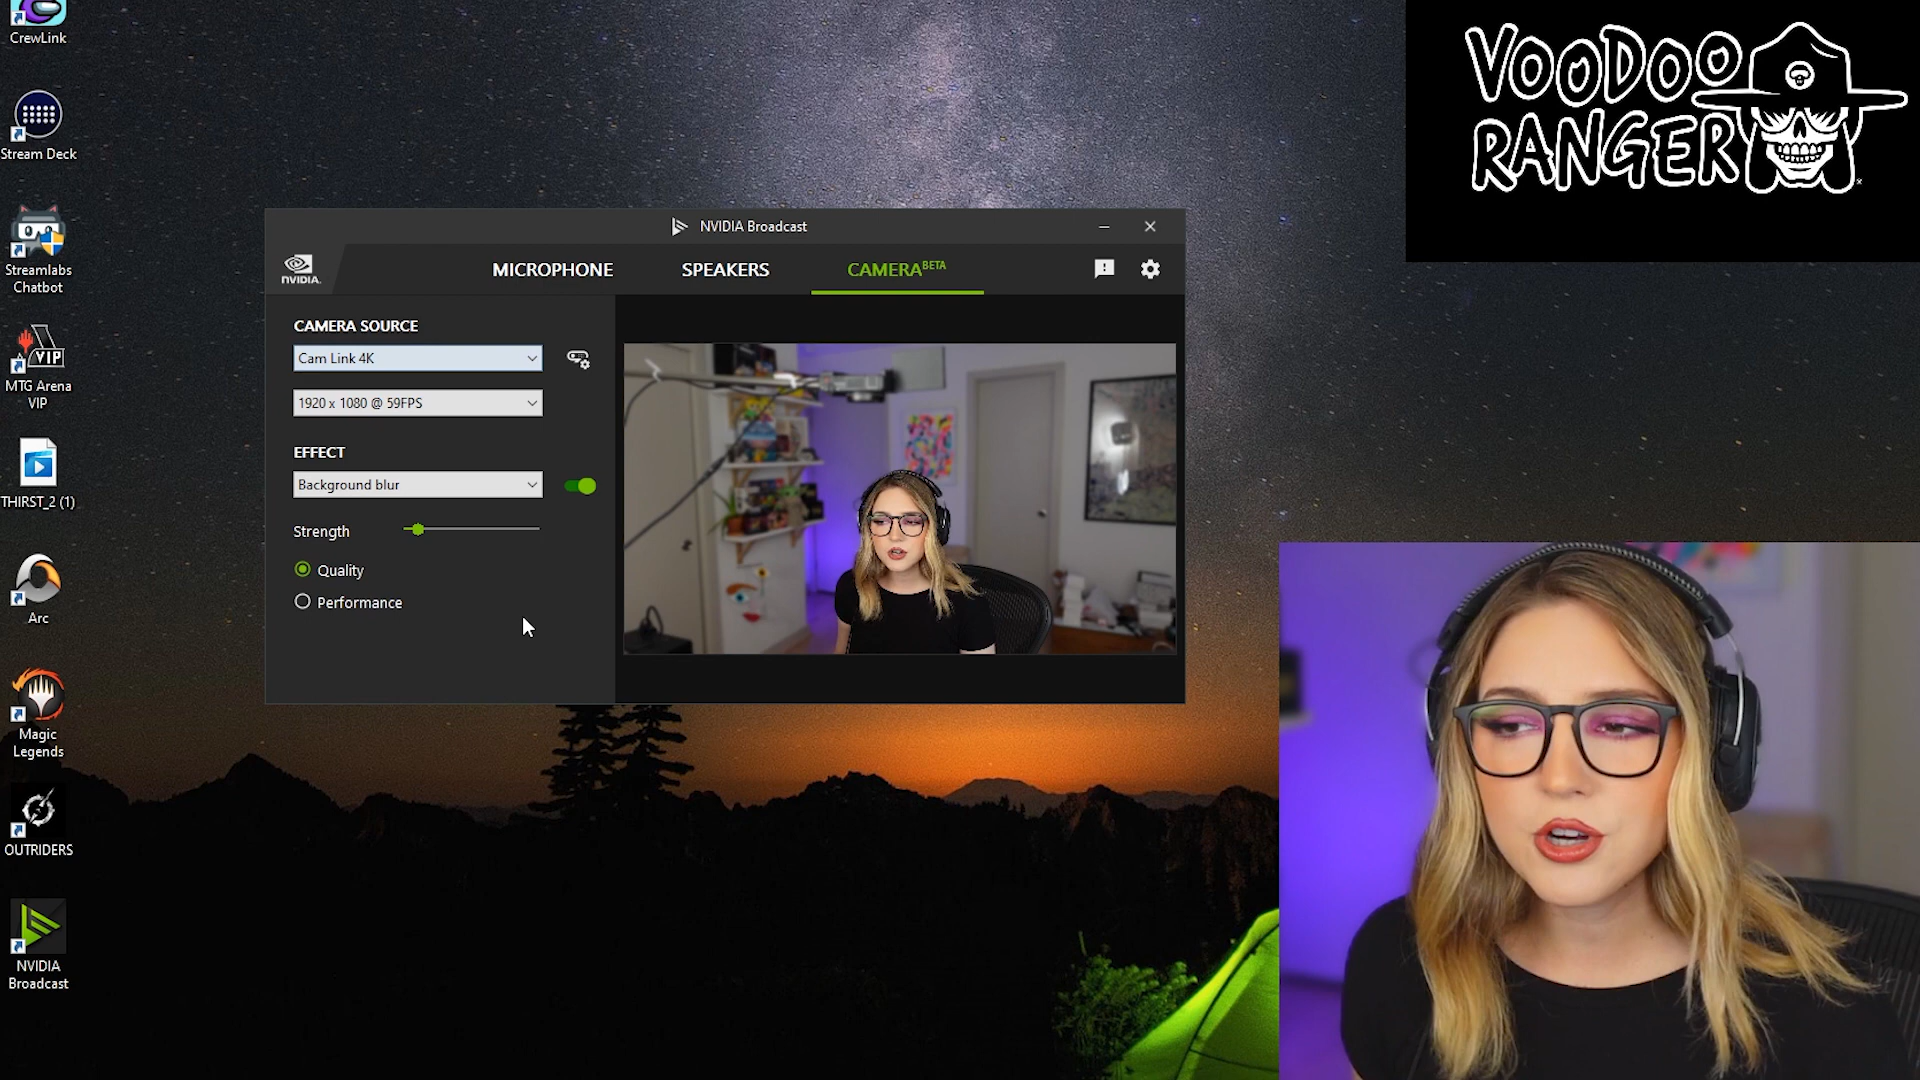 CrewLink
Stream Deck
Streamlabs
Chatbot
VIP
MTG Arena
VIP
THIRST_2 (1)
Arc
Magic
Legends
OUTRIDERS
NVIDIA
Broadcast
NVIDIA Broadcast
NVIDIA.
MICROPHONE
SPEAKERS
CAMERA BETA
CAMERA SOURCE
Cam Link 4K
1920 x 1080 @ 59FPS
EFFECT
Background blur
Strength
Quality
Performance
VOODOO
RANGER